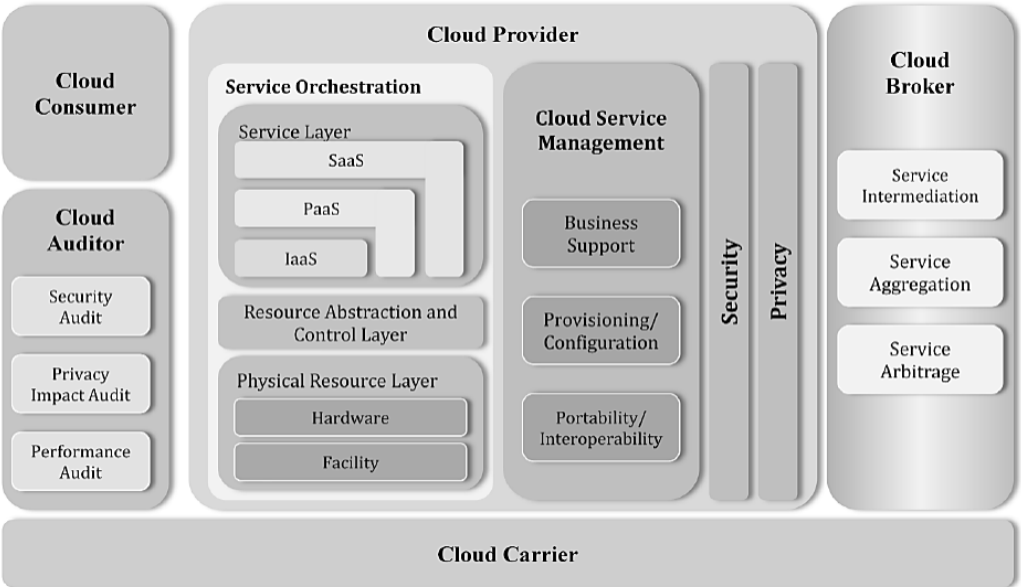 Cloud
Consumer
Cloud
Auditor
Security
Audit
Privacy
Impact Audit
Performance
Audit
Cloud Provider
Service Orchestration
Service Layer
SaaS
PaaS
IaaS
Resource Abstraction and
Control Layer
Physical Resource Layer
Hardware
Facility
Cloud Service
Management
Business
Support
Provisioning/
Configuration
Portability/
Interoperability
Security
Privacy
Cloud
Broker
Service
Intermediation
Service
Aggregation
Service
Arbitrage
Cloud Carrier